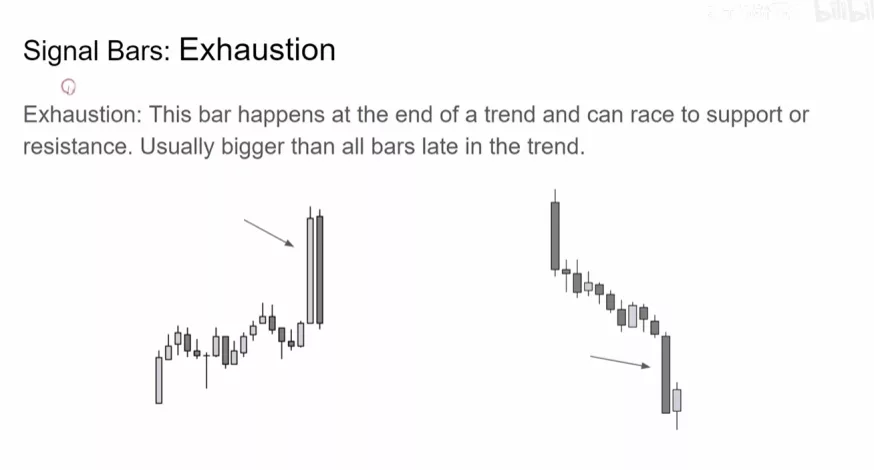 Signal Bars: Exhaustion
Exhaustion: This bar happens at the end of a trend and can race to support or
resistance. Usually bigger than all bars late in the trend.